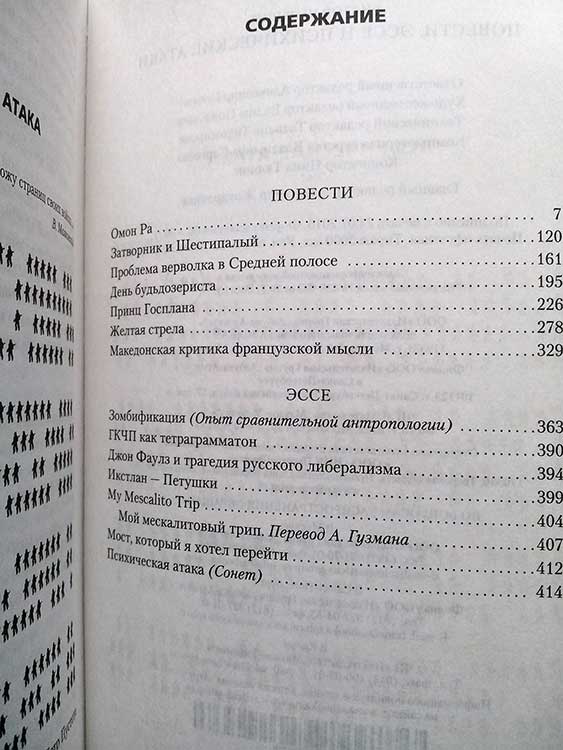 СОДЕРЖАНИЕ
АТАКА
ПОВЕСТИ
Омон Ра 7
Затворник и Шестипалый 120
Проблема верволка в Средней полосе 161
День будьдозериста 195
Принц Госплана 226
Желтая стрела 278
Македонская критика французской мысли 329
ЭССЕ
Зомбификация (Опыт сравнительной антропологии) 363
ГКЧП как тетраграмматон 390
Джон Фаулз и трагедия русского либерализма 394
Икстлан — Петушки 399
My Mescalito Trip 404
Мой мескалитовый трип. Перевод А. Гузмана 407
Мост, который я хотел перейти 412
Психическая атака (Сонет) 414